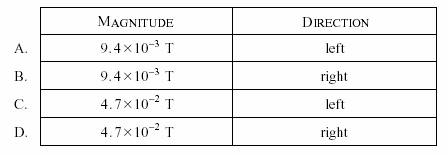 MAGNITUDE DIRECTION
A. 9.4×10⁻³ T left
B. 9.4×10⁻³ T right
C. 4.7×10⁻² T left
D. 4.7×10⁻² T right